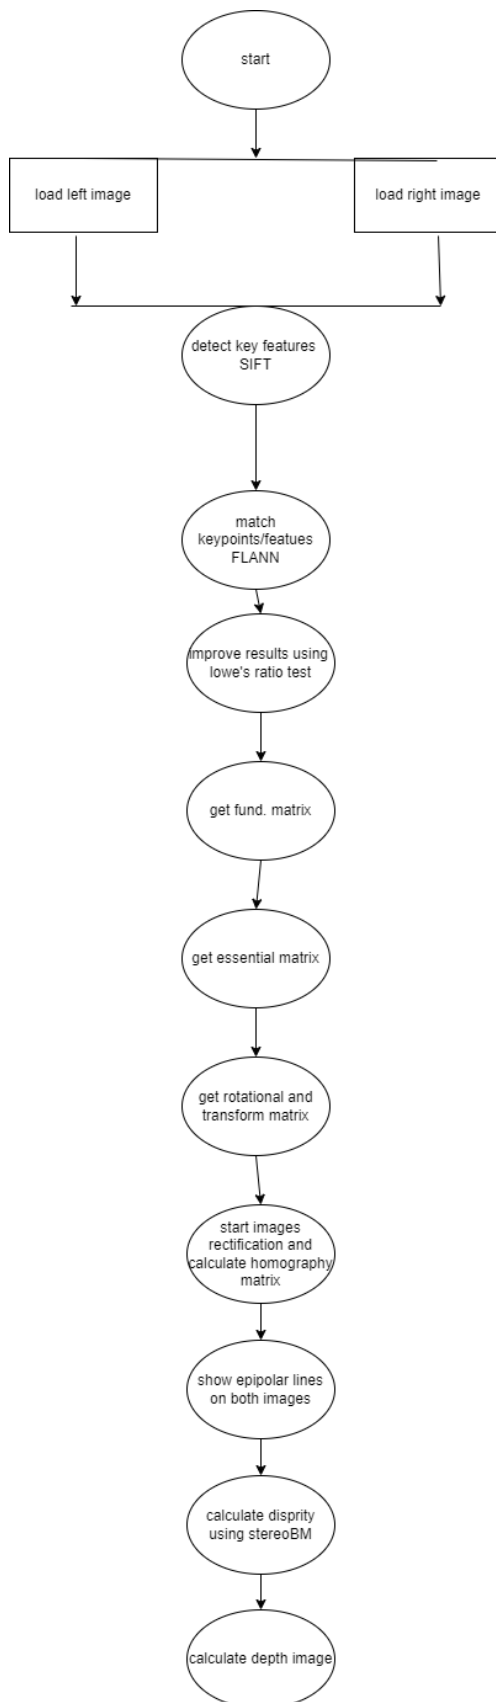 start
load left image
load right image
detect key features
SIFT
match
keypoints/featues
FLANN
improve results using
lowe's ratio test
get fund. matrix
get essential matrix
get rotational and
transform matrix
start images
rectification and
calculate homography
matrix
show epipolar lines
on both images
calculate disprity
using stereoBM
calculate depth image